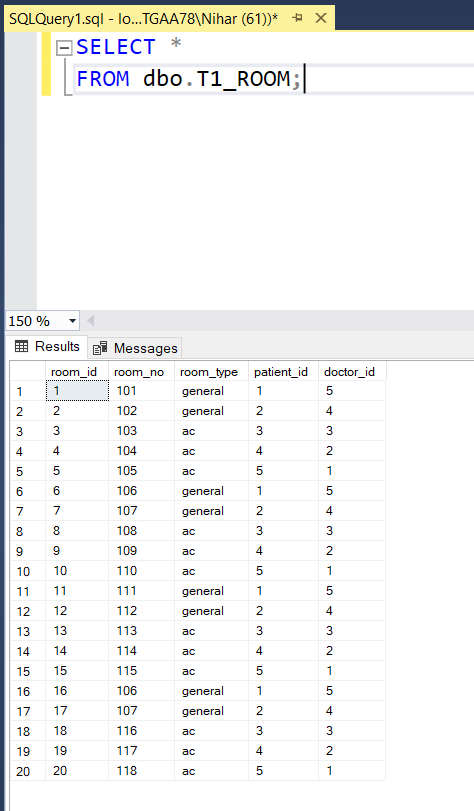 SQLQuery1.sql - lo...TGAA78\Nihar (61))*
SELECT *
FROM dbo.T1_ROOM;
150 %
Results Messages
room_id room_no room_type patient_id doctor_id
1 1 101 general 1 5
2 2 102 general 2 4
3 3 103 ac 3 3
4 4 104 ac 4 2
5 5 105 ac 5 1
6 6 106 general 1 5
7 7 107 general 2 4
8 8 108 ac 3 3
9 9 109 ac 4 2
10 10 110 ac 5 1
11 11 111 general 1 5
12 12 112 general 2 4
13 13 113 ac 3 3
14 14 114 ac 4 2
15 15 115 ac 5 1
16 16 106 general 1 5
17 17 107 general 2 4
18 18 116 ac 3 3
19 19 117 ac 4 2
20 20 118 ac 5 1